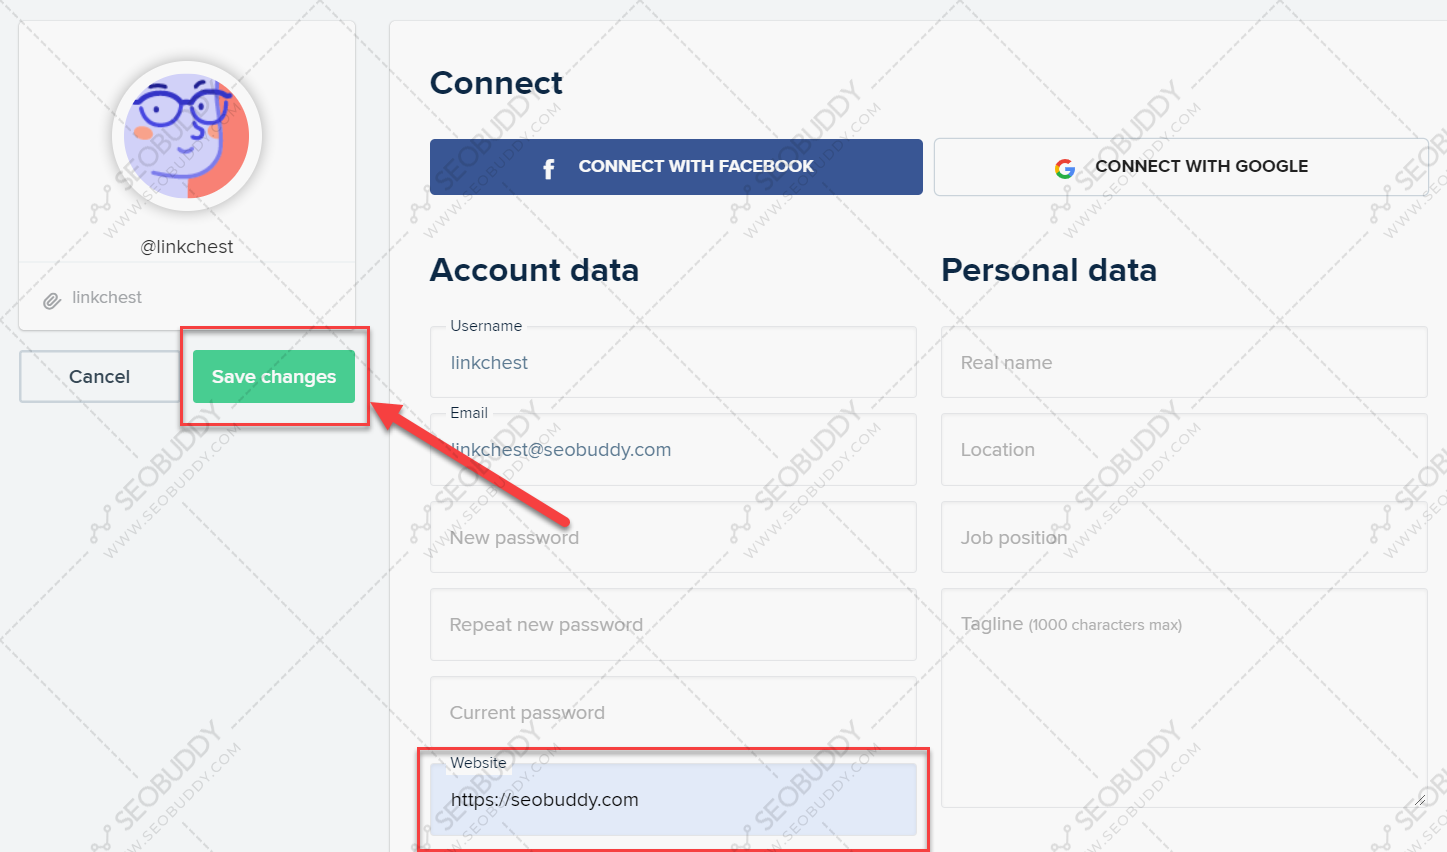 Connect
CONNECT WITH FACEBOOK
CONNECT WITH GOOGLE
@linkchest
linkchest
Cancel
Save changes
Account data
Username
linkchest
Email
linkchest@seobuddy.com
New password
Repeat new password
Current password
Website
https://seobuddy.com
Personal data
Real name
Location
Job position
Tagline (1000 characters max)
SEOBUDDY
WWW.SEOBUDDY.COM